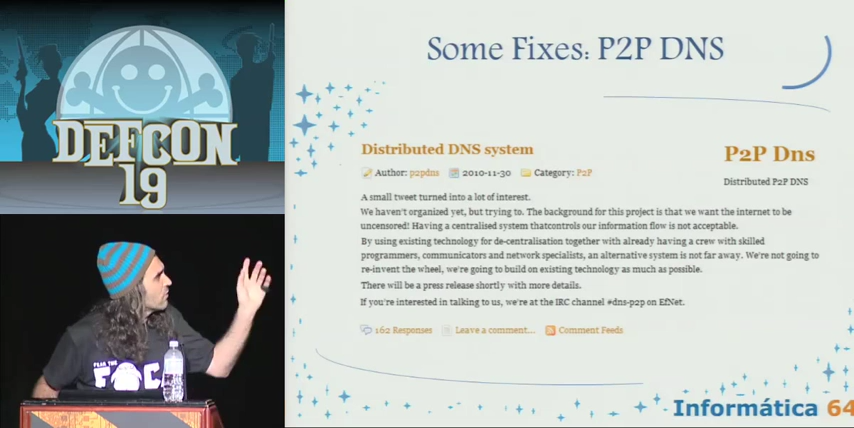 DEFCON
19
FEAR THE
Some Fixes: P2P DNS
Distributed DNS system
P2P Dns
Distributed P2P DNS
Author: p2pdns 2010-11-30 Category: P2P
A small tweet turned into a lot of interest.
We haven't organized yet, but trying to. The background for this project is that we want the internet to be
uncensored! Having a centralised system thatcontrols our information flow is not acceptable.
By using existing technology for de-centralisation together with already having a crew with skilled
programmers, communicators and network specialists, an alternative system is not far away. We're not going to
re-invent the wheel, we're going to build on existing technology as much as possible.
There will be a press release shortly with more details.
If you're interested in talking to us, we're at the IRC channel #dns-p2p on EfNet.
162 Responses Leave a comment... Comment Feeds
Informática 64